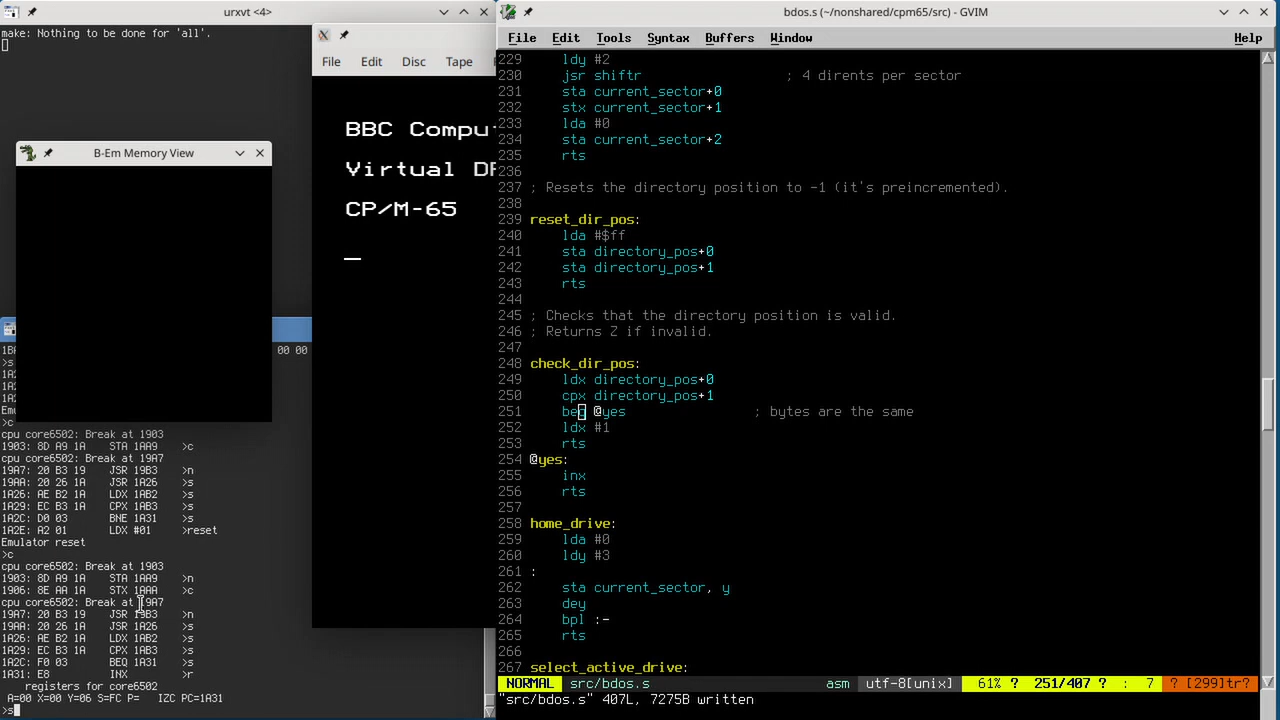 urxvt <4>
make: Nothing to be done for 'all'.
B-Em Memory View
File Edit Disc Tape
BBC Compu
Virtual DF
CP/M-65
_
00 00
>s
Emu
>c
cpu core6502: Break at 1903
1903: 8D A9 1A STA 1AA9 >c
cpu core6502: Break at 19A7
19A7: 20 B3 19 JSR 19B3 >n
19AA: 20 26 1A JSR 1A26 >s
1A26: AE B2 1A LDX 1AB2 >s
1A29: EC B3 1A CPX 1AB3 >s
1A2C: D0 03 BNE 1A31 >s
1A2E: A2 01 LDX #01 >reset
Emulator reset
>c
cpu core6502: Break at 1903
1903: 8D A9 1A STA 1AA9 >n
1906: 8E AA 1A STX 1AAA >c
cpu core6502: Break at 19A7
19A7: 20 B3 19 JSR 19B3 >n
19AA: 20 26 1A JSR 1A26 >s
1A26: AE B2 1A LDX 1AB2 >s
1A29: EC B3 1A CPX 1AB3 >s
1A2C: F0 03 BEQ 1A31 >s
1A31: E8 INX >r
registers for core6502
A=00 X=00 Y=06 S=FC P= IZC PC=1A31
>s
bdos.s (~/nonshared/cpm65/src) - GVIM
File Edit Tools Syntax Buffers Window Help
229 ldy #2
230 jsr shiftr ; 4 dirents per sector
231 sta current_sector+0
232 stx current_sector+1
233 lda #0
234 sta current_sector+2
235 rts
236
237 ; Resets the directory position to -1 (it's preincremented).
238
239 reset_dir_pos:
240 lda #$ff
241 sta directory_pos+0
242 sta directory_pos+1
243 rts
244
245 ; Checks that the directory position is valid.
246 ; Returns Z if invalid.
247
248 check_dir_pos:
249 ldx directory_pos+0
250 cpx directory_pos+1
251 beq @yes ; bytes are the same
252 ldx #1
253 rts
254 @yes:
255 inx
256 rts
257
258 home_drive:
259 lda #0
260 ldy #3
261 :
262 sta current_sector, y
263 dey
264 bpl :-
265 rts
266
267 select_active_drive:
NORMAL src/bdos.s asm utf-8[unix] 61% ? 251/407 ? : 7 ? [299]tr?
"src/bdos.s" 407L, 7275B written